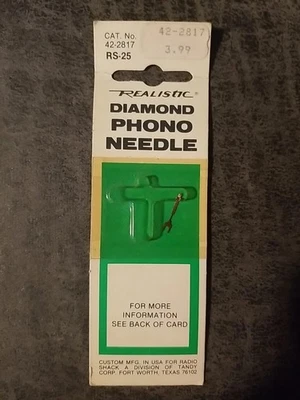 CAT. No.
42-2817
RS-25
42-2817
3.99
REALISTIC®
DIAMOND
PHONO
NEEDLE
FOR MORE
INFORMATION
SEE BACK OF CARD
CUSTOM MFG. IN USA FOR RADIO
SHACK A DIVISION OF TANDY
CORP. FORT WORTH, TEXAS 76102